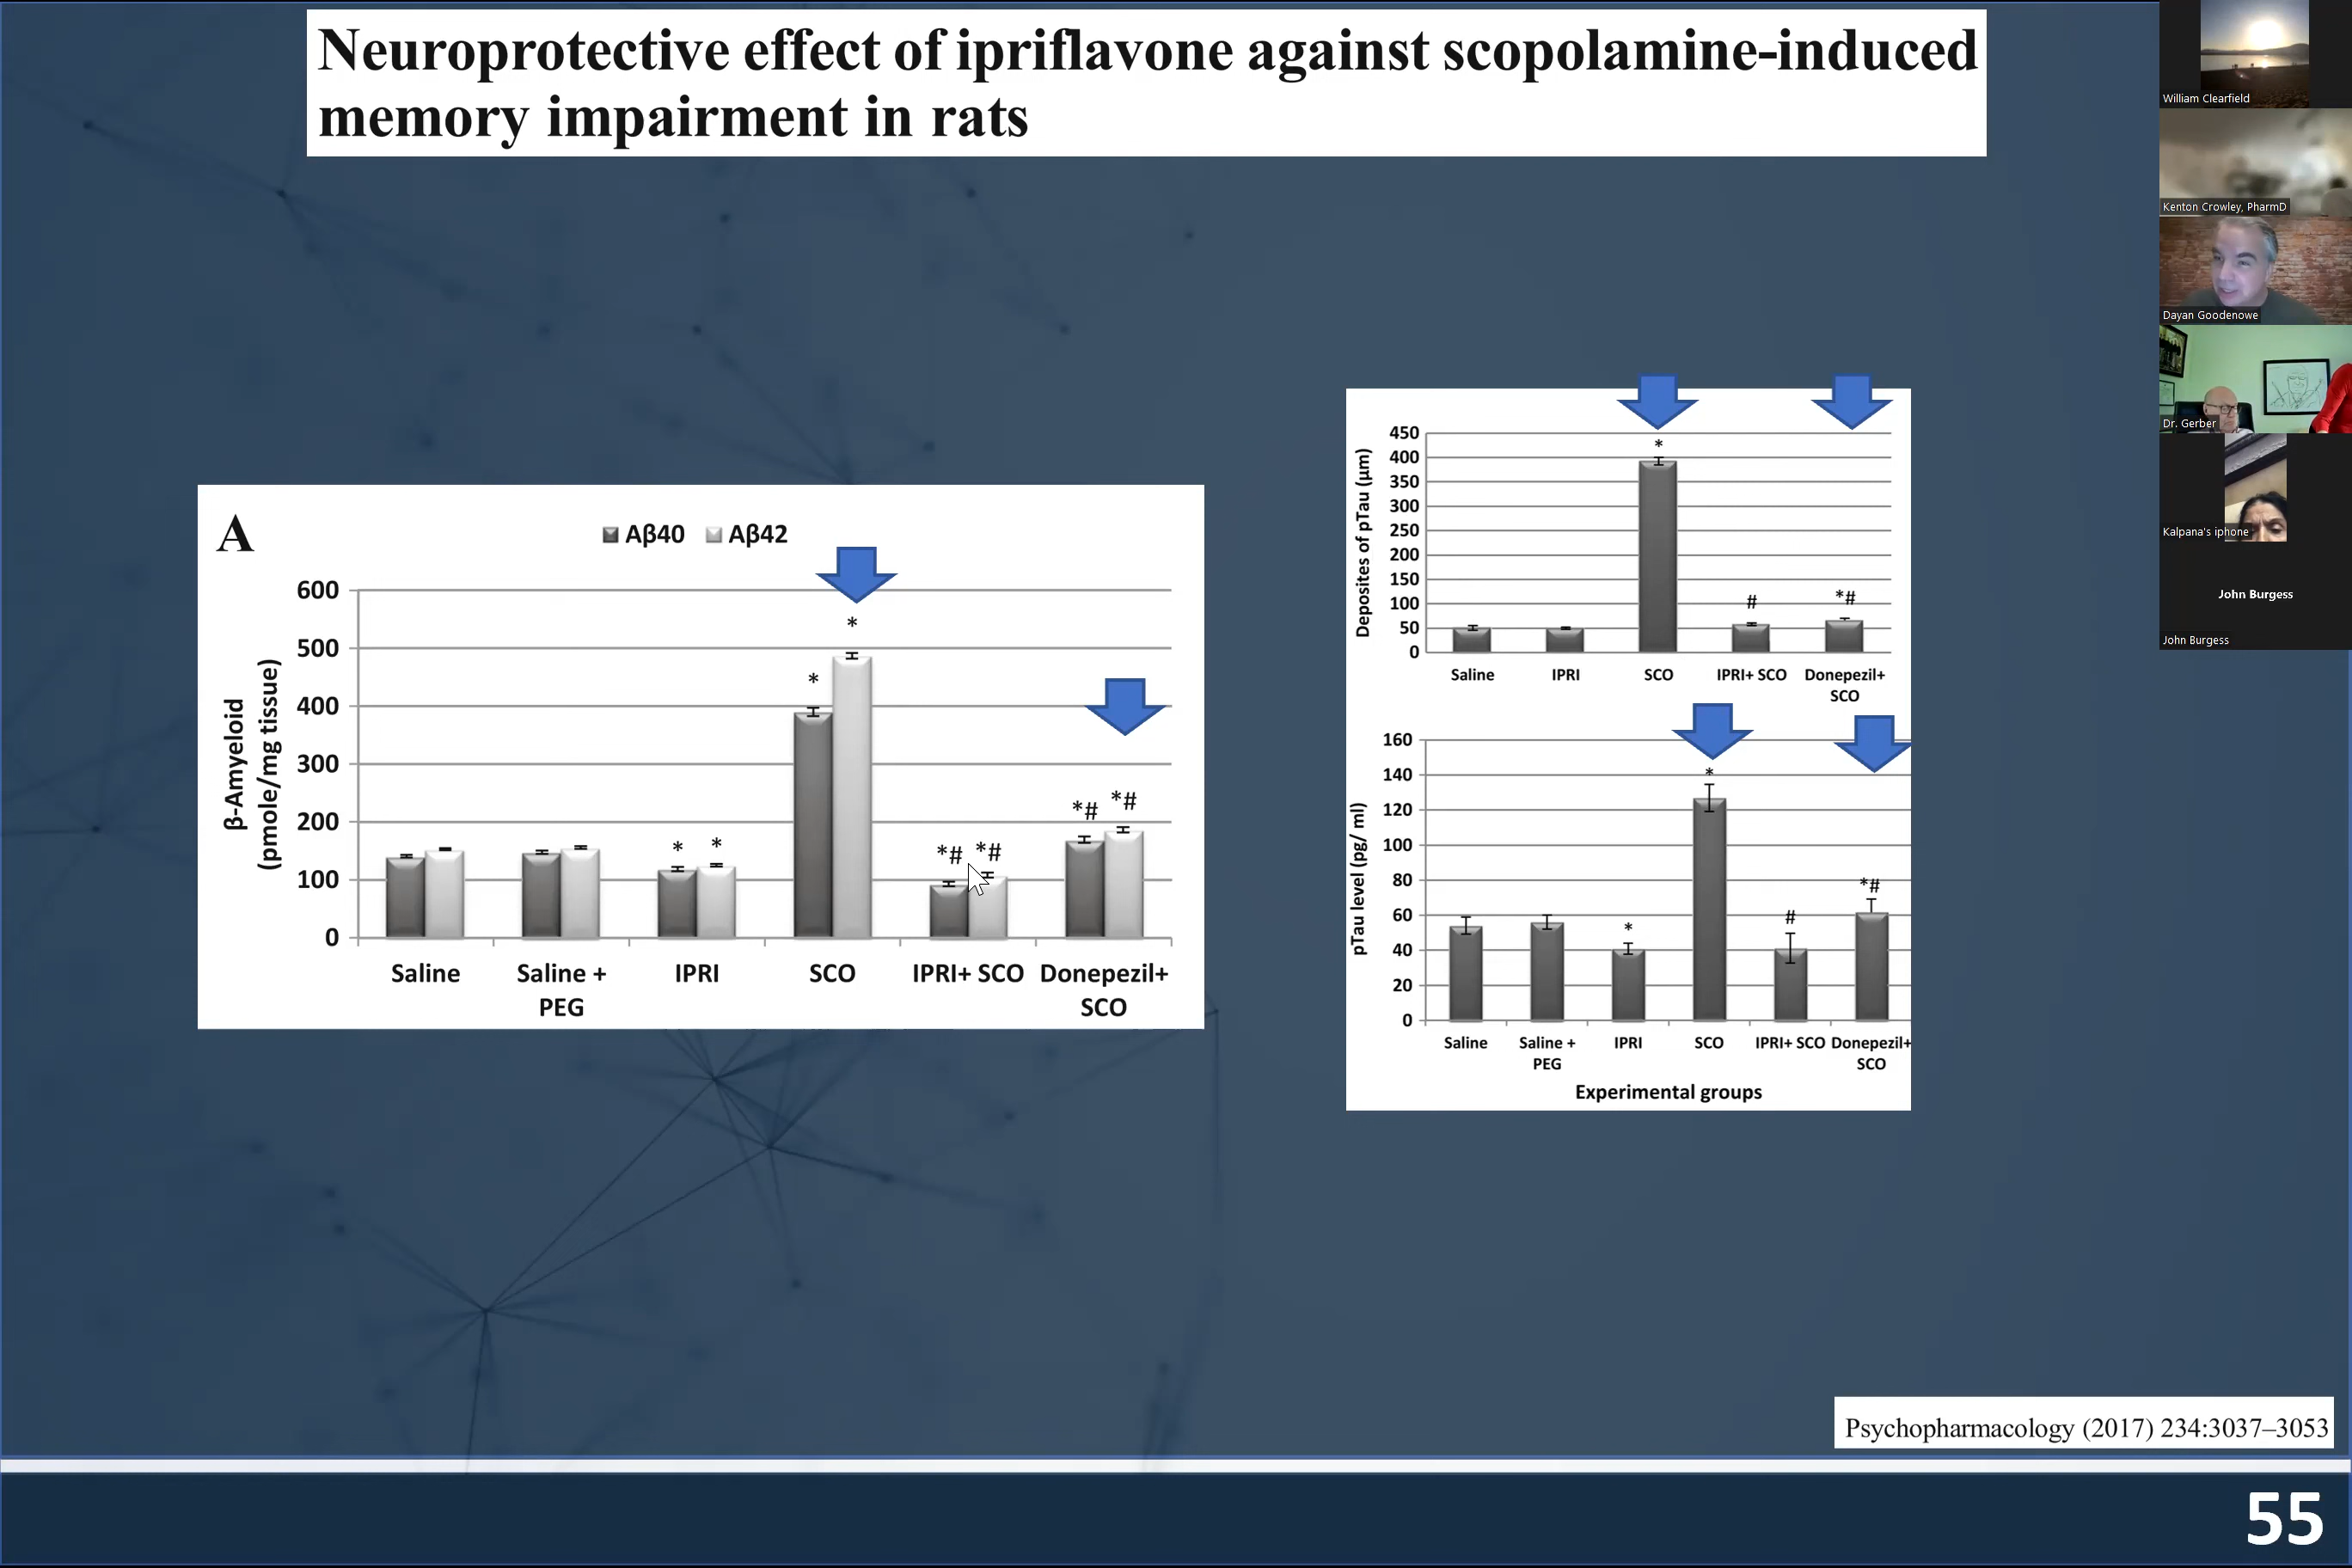 Neuroprotective effect of ipriflavone against scopolamine-induced
memory impairment in rats
A
Aβ40 Aβ42
β-Amyeloid
(pmole/mg tissue)
600
500
400
300
200
100
0
* *
* *
*# *#
*# *#
Saline Saline + PEG IPRI SCO IPRI+ SCO Donepezil+ SCO
Deposites of pTau (µm)
450
400
350
300
250
200
150
100
50
0
*
#
*#
Saline IPRI SCO IPRI+ SCO Donepezil+ SCO
pTau level (pg/ ml)
160
140
120
100
80
60
40
20
0
*
*
#
*#
Saline Saline + PEG IPRI SCO IPRI+ SCO Donepezil+ SCO
Experimental groups
Psychopharmacology (2017) 234:3037–3053
55
William Clearfield
Kenton Crowley, PharmD
Dayan Goodenowe
Dr. Gerber
Kalpana's iphone
John Burgess
John Burgess